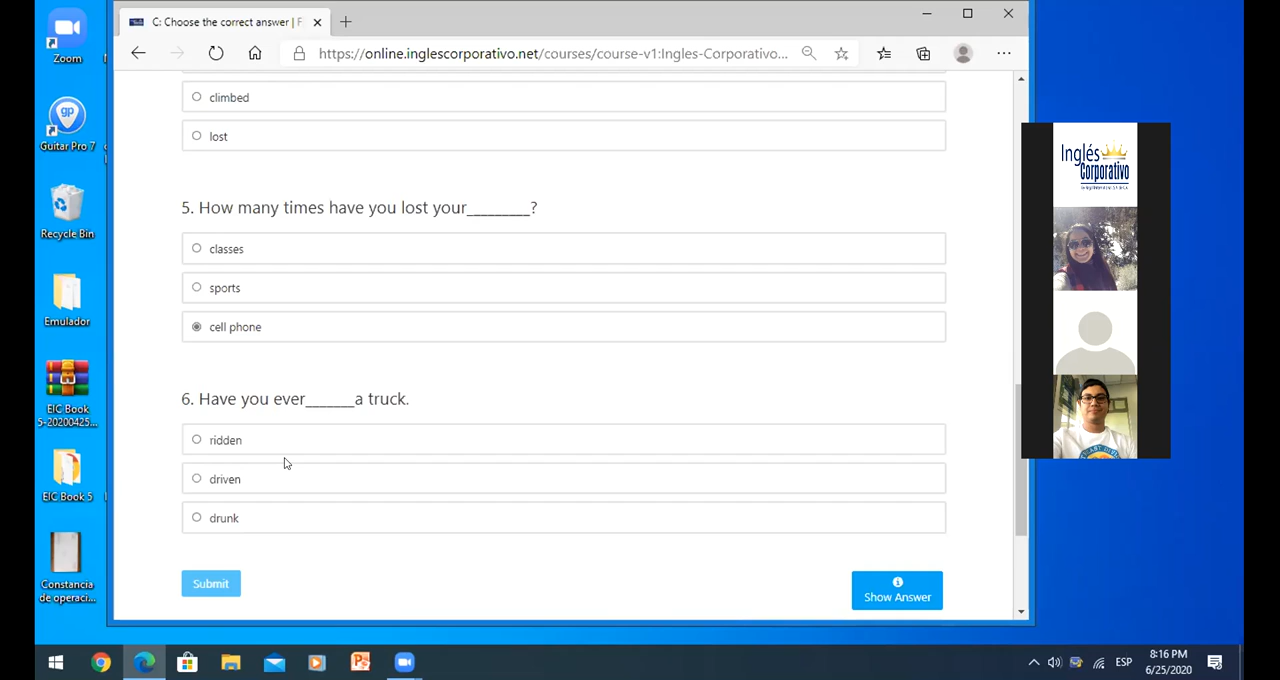 Zoom
Guitar Pro 7
Recycle Bin
Emulador
EIC Book
5-20200425...
EIC Book 5
Constancia
de operaci...
C: Choose the correct answer | F
https://online.inglescorporativo.net/courses/course-v1:Ingles-Corporativo...
climbed
lost
5. How many times have you lost your_________?
classes
sports
cell phone
6. Have you ever_______a truck.
ridden
driven
drunk
Submit
Show Answer
Inglés
Corporativo
ESP
8:16 PM
6/25/2020